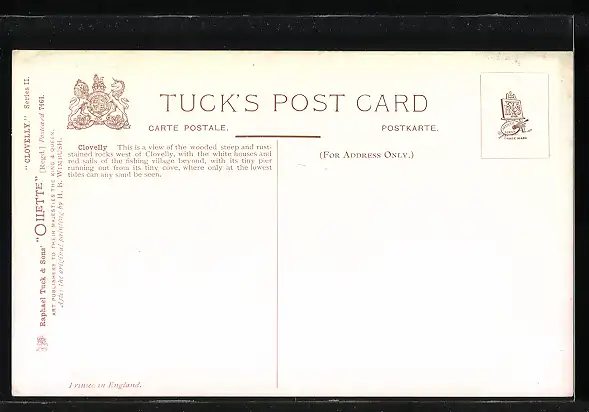 TUCK'S POST CARD
CARTE POSTALE. POSTKARTE.
(FOR ADDRESS ONLY.)
Clovelly This is a view of the wooded steep and rust-
stained rocks west of Clovelly, with the white houses and
red sails of the fishing village beyond, with its tiny pier
running out from its tiny cove, where only at the lowest
tides can any sand be seen.
Raphael Tuck & Sons' "OILETTE" [Regd.] Postcard 7461.
"CLOVELLY." Series II.
ART PUBLISHERS TO THEIR MAJESTIES THE KING & QUEEN.
After the original painting by H. B. WIMBUSH.
Printed in England.
TRADE MARK